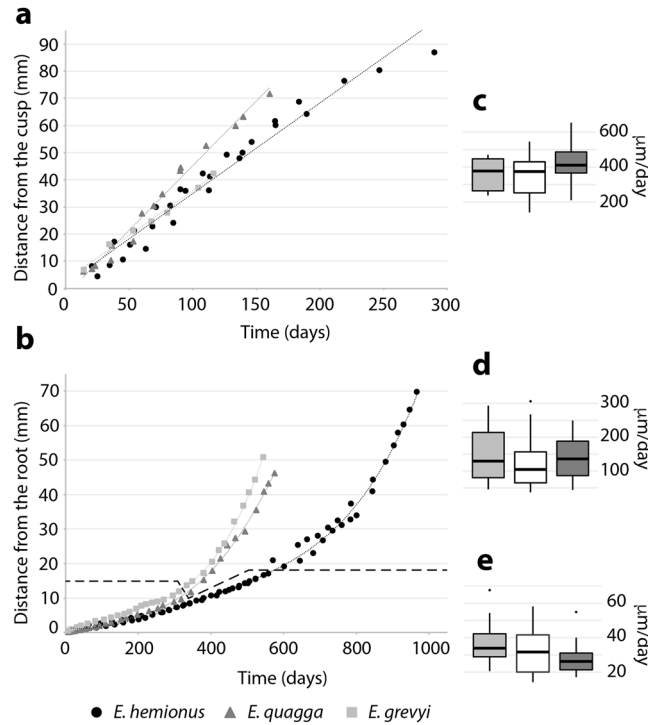 a
Distance from the cusp (mm)
90
80
70
60
50
40
30
20
10
0
0 50 100 150 200 250 300
Time (days)
c
600
400
200
μm/day
b
Distance from the root (mm)
70
60
50
40
30
20
10
0
0 200 400 600 800 1000
Time (days)
d
300
200
100
μm/day
e
60
40
20
μm/day
E. hemionus E. quagga E. grevyi